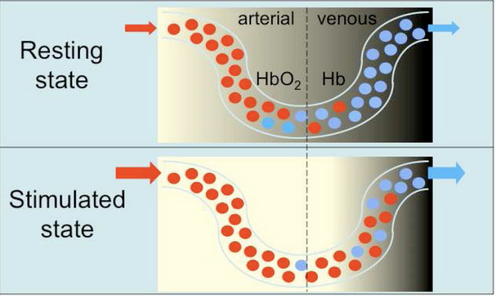 arterial venous
Resting
state
HbO₂ Hb
Stimulated
state